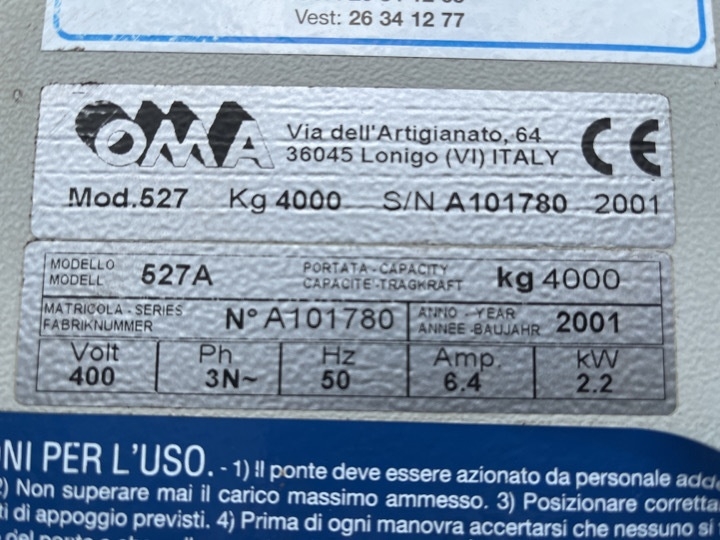 Vest: 26 34 12 77
OMA
Via dell'Artigianato, 64
36045 Lonigo (VI) ITALY
CE
Mod.527 Kg 4000 S/N A101780 2001
MODELLO
MODELL
527A
PORTATA - CAPACITY
CAPACITÉ - TRAGKRAFT
kg 4000
MATRICOLA - SERIES
FABRIKNUMMER
N° A101780
ANNO - YEAR
ANNÉE - BAUJAHR
2001
Volt Ph Hz Amp. kW
400 3N~ 50 6.4 2.2
NI PER L'USO. - 1) Il ponte deve essere azionato da personale adde
2) Non superare mai il carico massimo ammesso. 3) Posizionare corretta
ti di appoggio previsti. 4) Prima di ogni manovra accertarsi che nessuno si